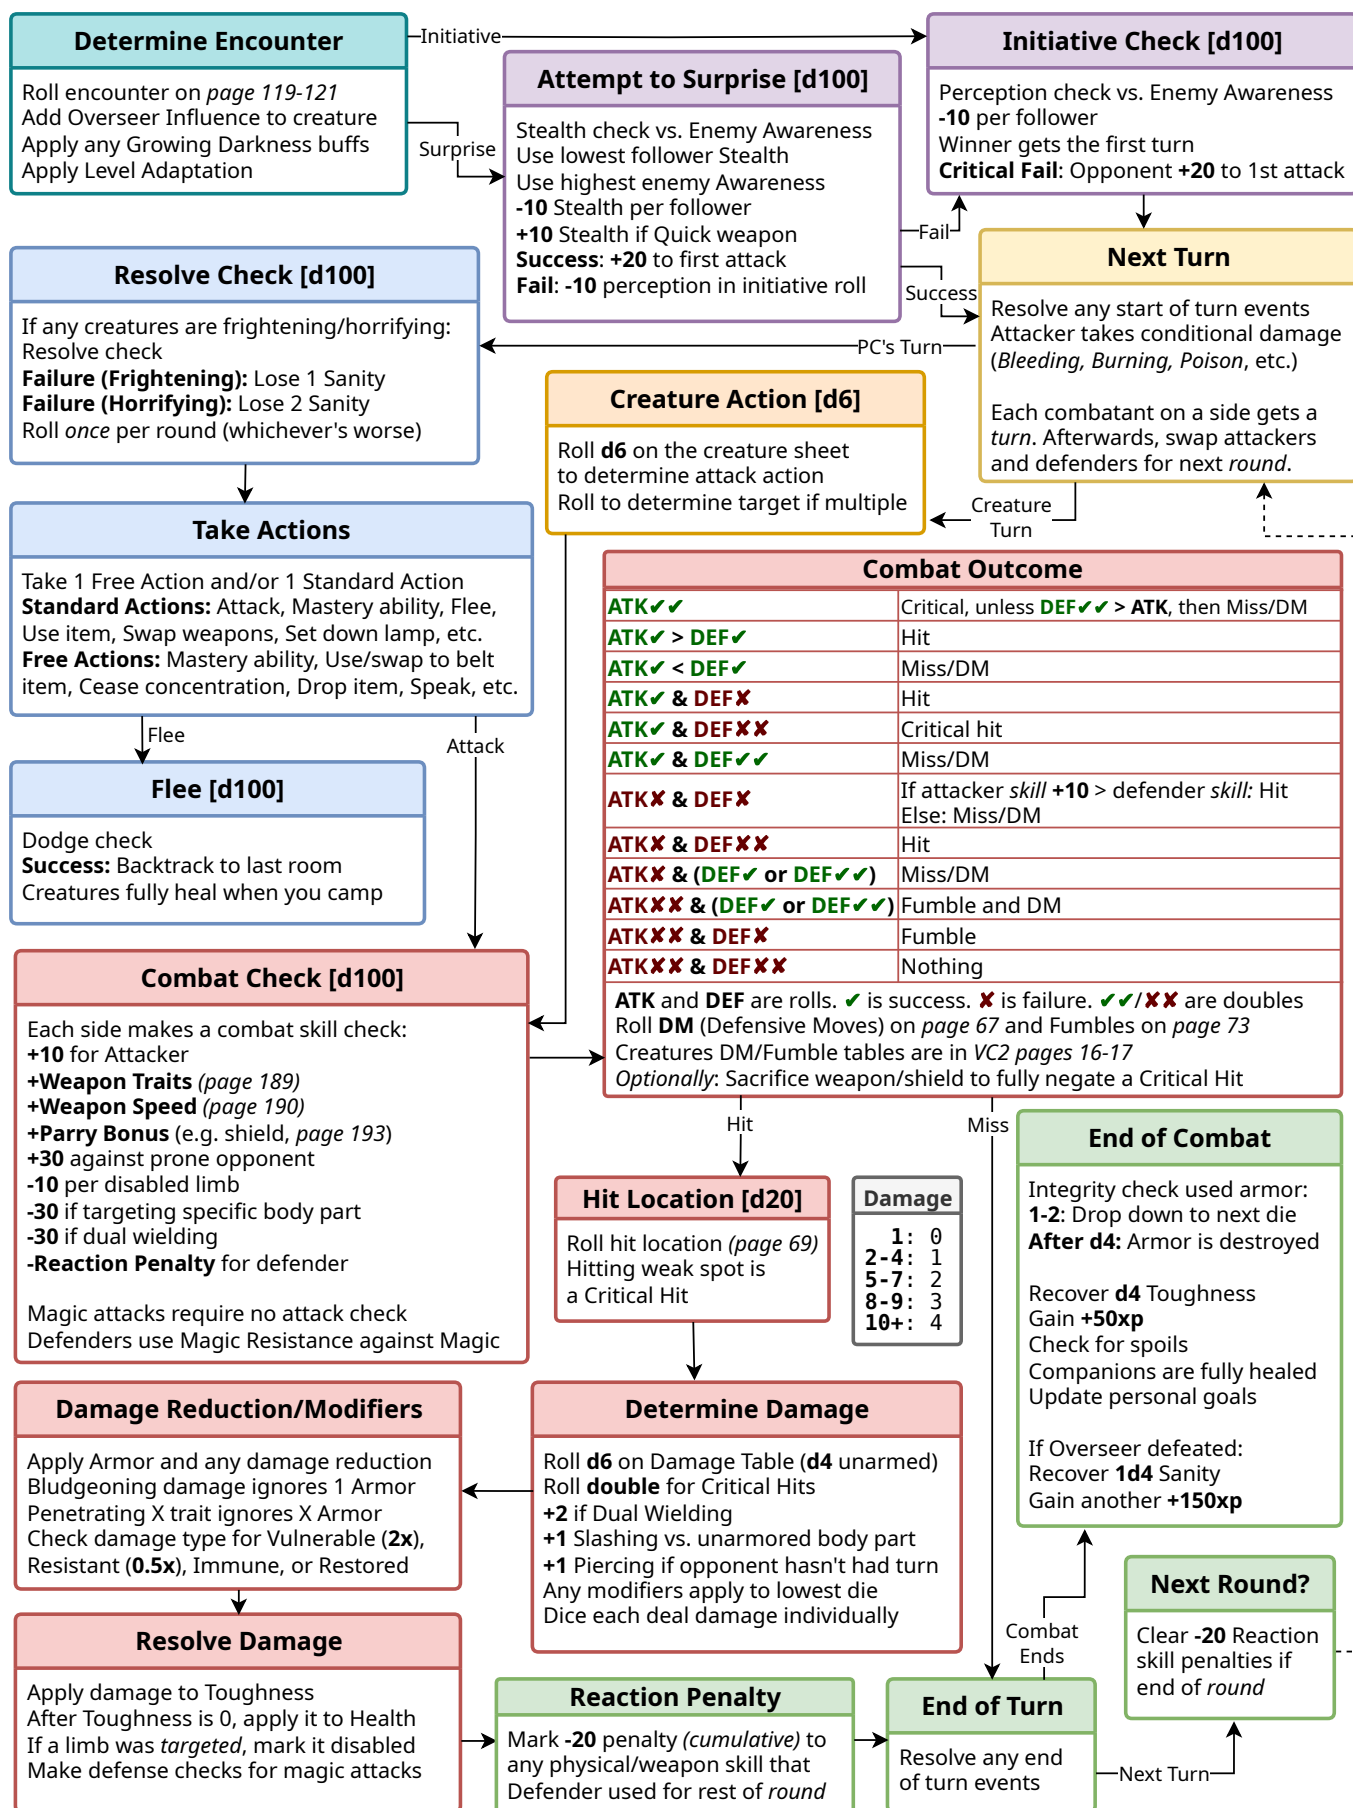 Determine Encounter
Roll encounter on page 119-121
Add Overseer Influence to creature
Apply any Growing Darkness buffs
Apply Level Adaptation
Initiative
Surprise
Attempt to Surprise [d100]
Stealth check vs. Enemy Awareness
Use lowest follower Stealth
Use highest enemy Awareness
-10 Stealth per follower
+10 Stealth if Quick weapon
Success: +20 to first attack
Fail: -10 perception in initiative roll
Fail
Success
Initiative Check [d100]
Perception check vs. Enemy Awareness
-10 per follower
Winner gets the first turn
Critical Fail: Opponent +20 to 1st attack
Next Turn
Resolve any start of turn events
Attacker takes conditional damage
(Bleeding, Burning, Poison, etc.)
Each combatant on a side gets a
turn. Afterwards, swap attackers
and defenders for next round.
PC's Turn
Creature
Turn
Resolve Check [d100]
If any creatures are frightening/horrifying:
Resolve check
Failure (Frightening): Lose 1 Sanity
Failure (Horrifying): Lose 2 Sanity
Roll once per round (whichever's worse)
Creature Action [d6]
Roll d6 on the creature sheet
to determine attack action
Roll to determine target if multiple
Take Actions
Take 1 Free Action and/or 1 Standard Action
Standard Actions: Attack, Mastery ability, Flee,
Use item, Swap weapons, Set down lamp, etc.
Free Actions: Mastery ability, Use/swap to belt
item, Cease concentration, Drop item, Speak, etc.
Flee
Attack
Flee [d100]
Dodge check
Success: Backtrack to last room
Creatures fully heal when you camp
Combat Outcome
ATK✔✔ Critical, unless DEF✔✔ > ATK, then Miss/DM
ATK✔ > DEF✔ Hit
ATK✔ < DEF✔ Miss/DM
ATK✔ & DEF✘ Hit
ATK✔ & DEF✘✘ Critical hit
ATK✔ & DEF✔✔ Miss/DM
ATK✘ & DEF✘ If attacker skill +10 > defender skill: Hit
Else: Miss/DM
ATK✘ & DEF✘✘ Hit
ATK✘ & (DEF✔ or DEF✔✔) Miss/DM
ATK✘✘ & (DEF✔ or DEF✔✔) Fumble and DM
ATK✘✘ & DEF✘ Fumble
ATK✘✘ & DEF✘✘ Nothing
ATK and DEF are rolls. ✔ is success. ✘ is failure. ✔✔/✘✘ are doubles
Roll DM (Defensive Moves) on page 67 and Fumbles on page 73
Creatures DM/Fumble tables are in VC2 pages 16-17
Optionally: Sacrifice weapon/shield to fully negate a Critical Hit
Hit
Miss
Combat Check [d100]
Each side makes a combat skill check:
+10 for Attacker
+Weapon Traits (page 189)
+Weapon Speed (page 190)
+Parry Bonus (e.g. shield, page 193)
+30 against prone opponent
-10 per disabled limb
-30 if targeting specific body part
-30 if dual wielding
-Reaction Penalty for defender
Magic attacks require no attack check
Defenders use Magic Resistance against Magic
Hit Location [d20]
Roll hit location (page 69)
Hitting weak spot is
a Critical Hit
Damage
1: 0
2-4: 1
5-7: 2
8-9: 3
10+: 4
End of Combat
Integrity check used armor:
1-2: Drop down to next die
After d4: Armor is destroyed
Recover d4 Toughness
Gain +50xp
Check for spoils
Companions are fully healed
Update personal goals
If Overseer defeated:
Recover 1d4 Sanity
Gain another +150xp
Determine Damage
Roll d6 on Damage Table (d4 unarmed)
Roll double for Critical Hits
+2 if Dual Wielding
+1 Slashing vs. unarmored body part
+1 Piercing if opponent hasn't had turn
Any modifiers apply to lowest die
Dice each deal damage individually
Damage Reduction/Modifiers
Apply Armor and any damage reduction
Bludgeoning damage ignores 1 Armor
Penetrating X trait ignores X Armor
Check damage type for Vulnerable (2x),
Resistant (0.5x), Immune, or Restored
Resolve Damage
Apply damage to Toughness
After Toughness is 0, apply it to Health
If a limb was targeted, mark it disabled
Make defense checks for magic attacks
Reaction Penalty
Mark -20 penalty (cumulative) to
any physical/weapon skill that
Defender used for rest of round
End of Turn
Resolve any end
of turn events
Combat
Ends
Next Turn
Next Round?
Clear -20 Reaction
skill penalties if
end of round